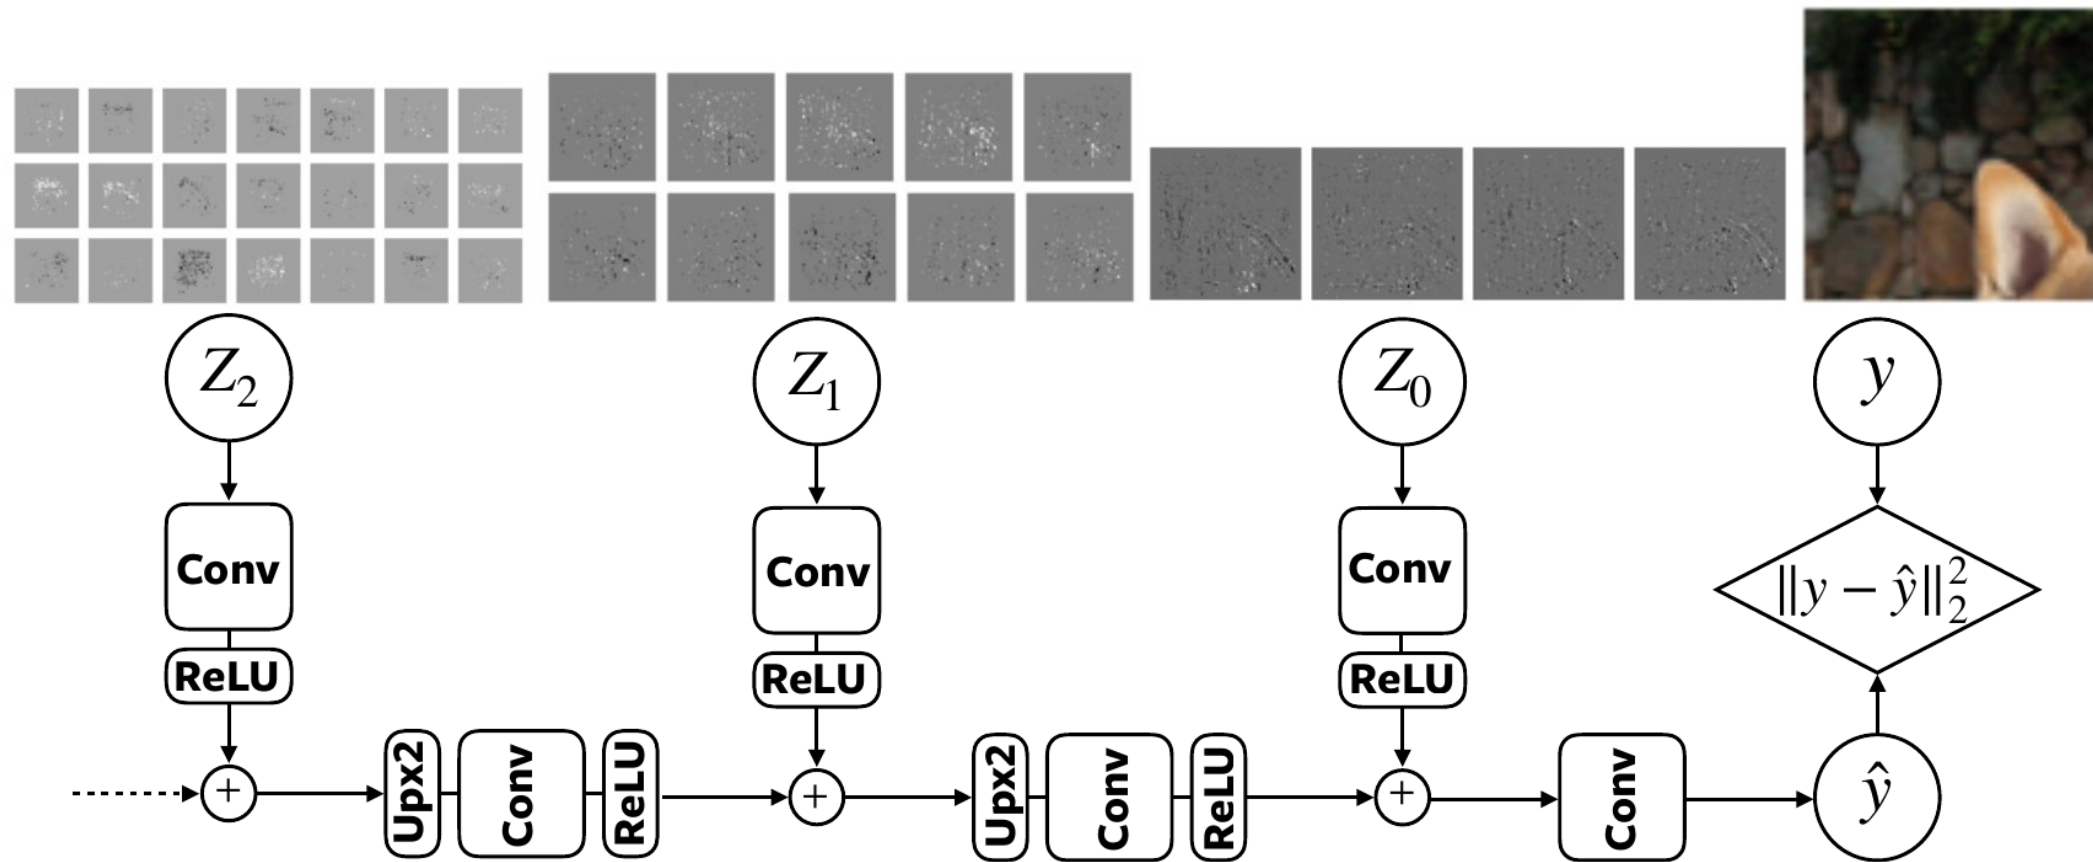 Z₂
Z₁
Z₀
y
Conv
Conv
Conv
‖y − ŷ‖₂²
ReLU
ReLU
ReLU
+
Upx2
Conv
ReLU
+
Upx2
Conv
ReLU
+
Conv
ŷ